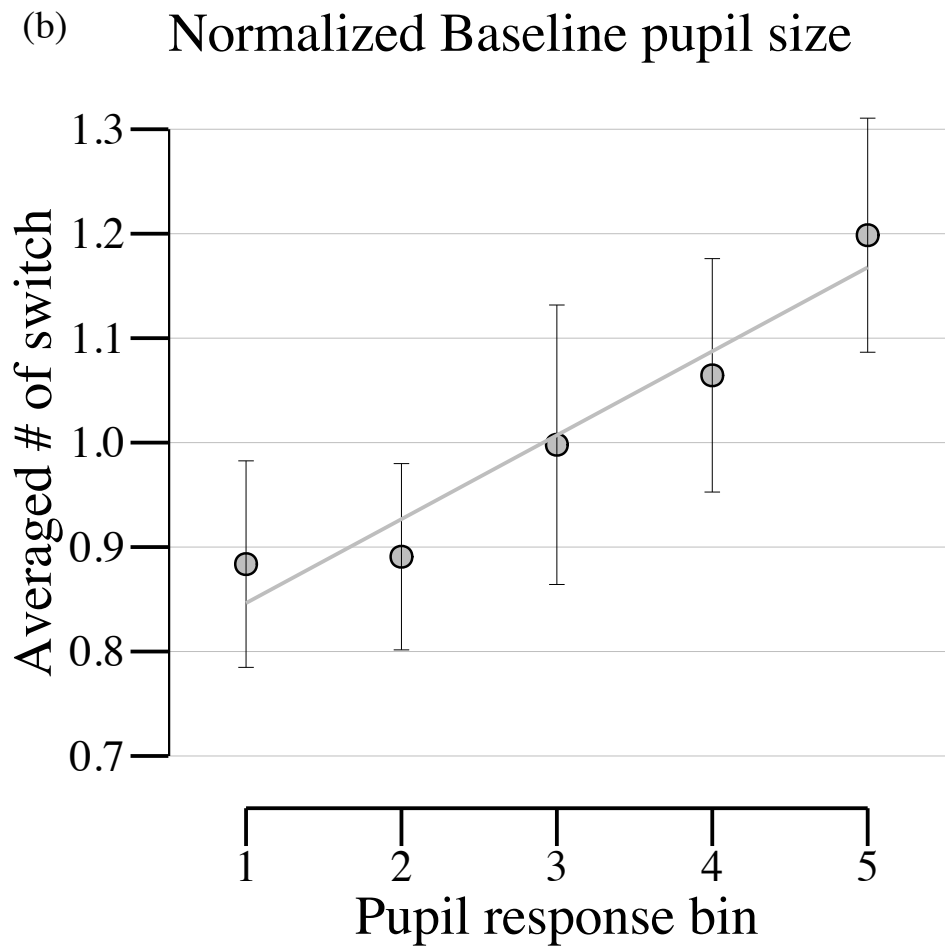 (b) Normalized Baseline pupil size
Averaged # of switch
1.3
1.2
1.1
1.0
0.9
0.8
0.7
1 2 3 4 5
Pupil response bin